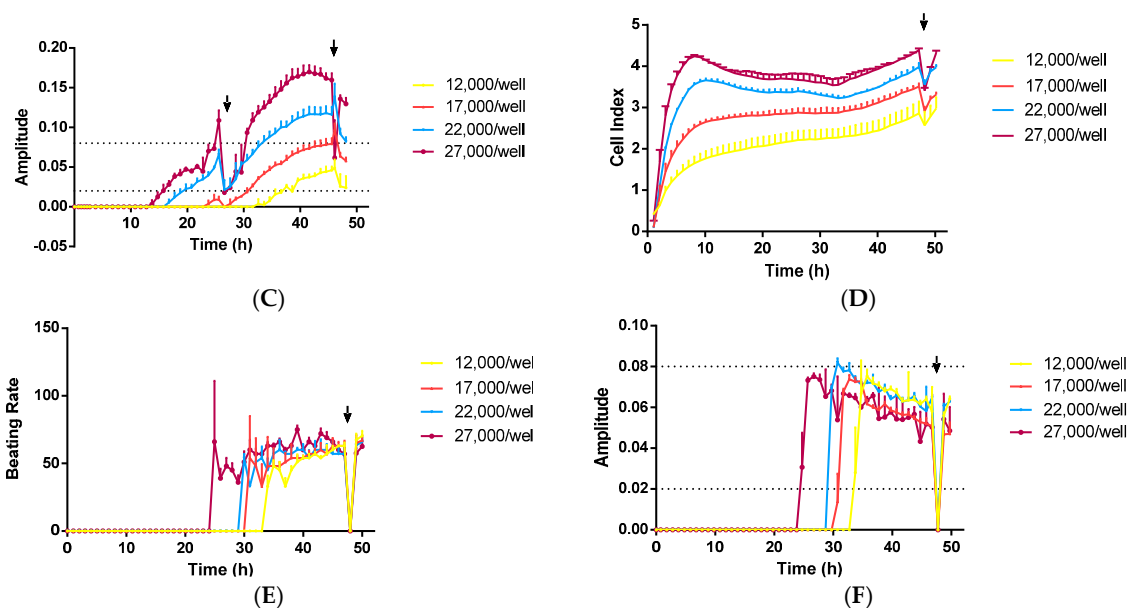 0.20
0.15
0.10
0.05
0.00
-0.05
Amplitude
10
20
30
40
50
Time (h)
12,000/well
17,000/well
22,000/well
27,000/well
(C)
5
4
3
2
1
0
Cell Index
0
10
20
30
40
50
Time (h)
12,000/well
17,000/well
22,000/well
27,000/well
(D)
150
100
50
0
Beating Rate
0
10
20
30
40
50
Time (h)
12,000/wel
17,000/wel
22,000/wel
27,000/wel
(E)
0.10
0.08
0.06
0.04
0.02
0.00
Amplitude
0
10
20
30
40
50
Time (h)
12,000/well
17,000/well
22,000/well
27,000/well
(F)